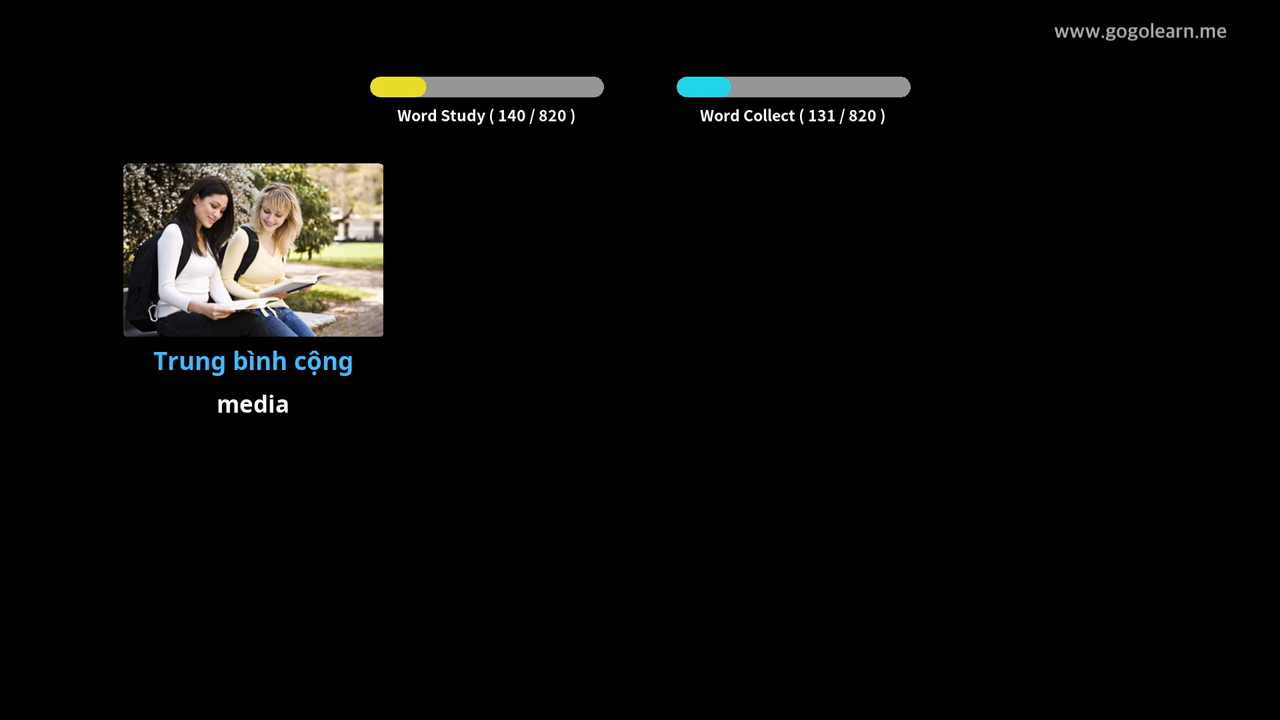 www.gogolearn.me
Word Study ( 140 / 820 )
Word Collect ( 131 / 820 )
Trung bình cộng
media